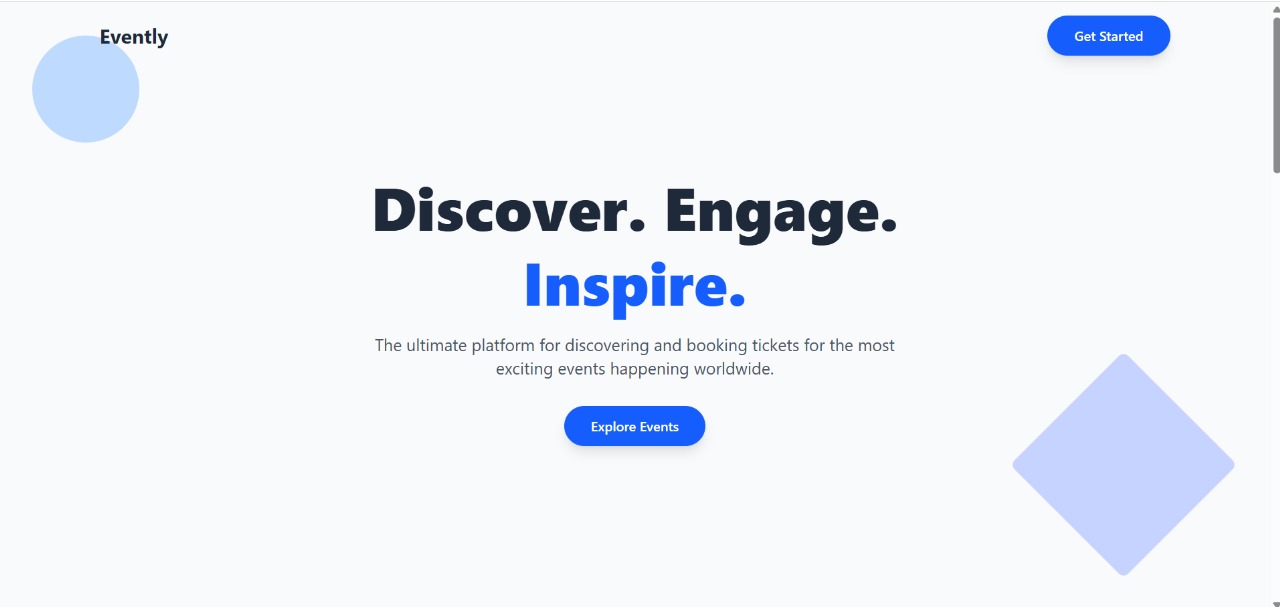 Evently
Get Started
Discover. Engage.
Inspire.
The ultimate platform for discovering and booking tickets for the most
exciting events happening worldwide.
Explore Events